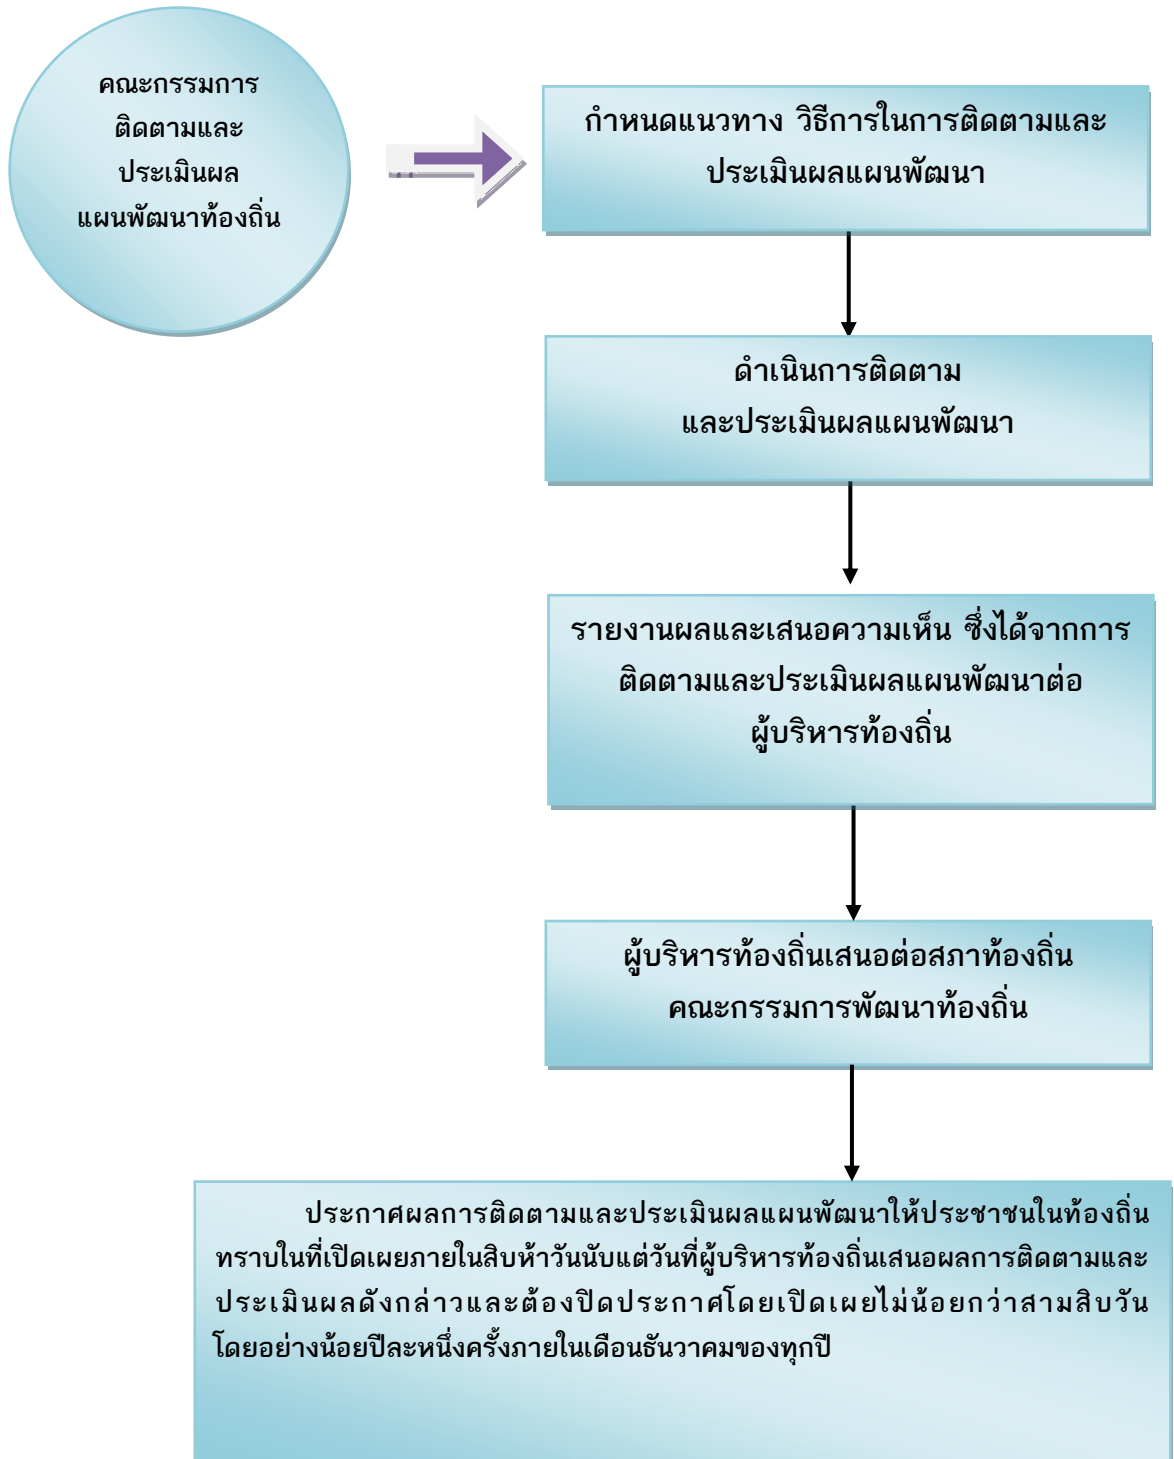 คณะกรรมการ
ติดตามและ
ประเมินผล
แผนพัฒนาท้องถิ่น
กำหนดแนวทาง วิธีการในการติดตามและ
ประเมินผลแผนพัฒนา
ดำเนินการติดตาม
และประเมินผลแผนพัฒนา
รายงานผลและเสนอความเห็น ซึ่งได้จากการ
ติดตามและประเมินผลแผนพัฒนาต่อ
ผู้บริหารท้องถิ่น
ผู้บริหารท้องถิ่นเสนอต่อสภาท้องถิ่น
คณะกรรมการพัฒนาท้องถิ่น
ประกาศผลการติดตามและประเมินผลแผนพัฒนาให้ประชาชนในท้องถิ่น
ทราบในที่เปิดเผยภายในสิบห้าวันนับแต่วันที่ผู้บริหารท้องถิ่นเสนอผลการติดตามและ
ประเมินผลดังกล่าวและต้องปิดประกาศโดยเปิดเผยไม่น้อยกว่าสามสิบวัน
โดยอย่างน้อยปีละหนึ่งครั้งภายในเดือนธันวาคมของทุกปี